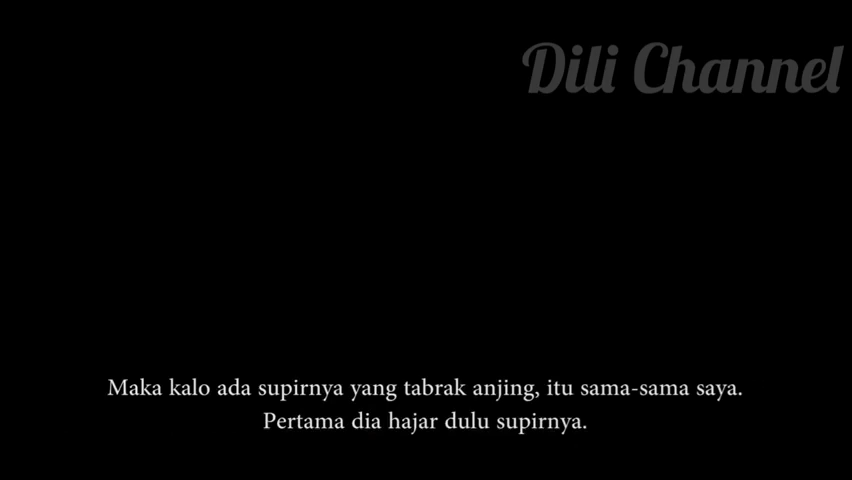 Dili Channel
Maka kalo ada supirnya yang tabrak anjing, itu sama-sama saya.
Pertama dia hajar dulu supirnya.